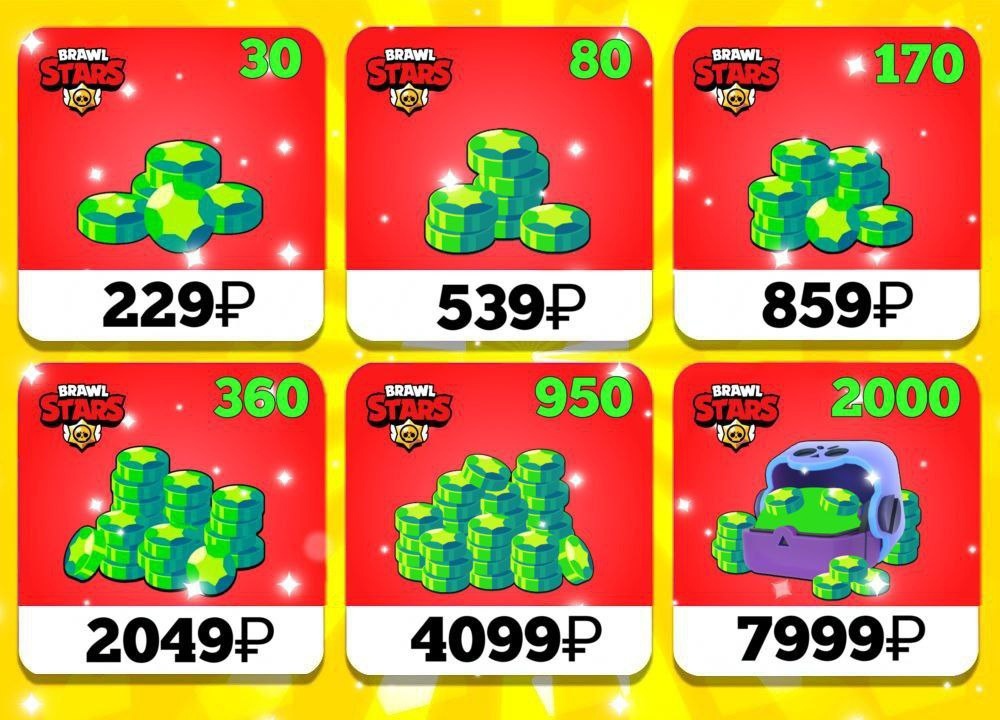 BRAWL
STARS
30
229₽
BRAWL
STARS
80
539₽
BRAWL
STARS
170
859₽
BRAWL
STARS
360
2049₽
BRAWL
STARS
950
4099₽
BRAWL
STARS
2000
7999₽